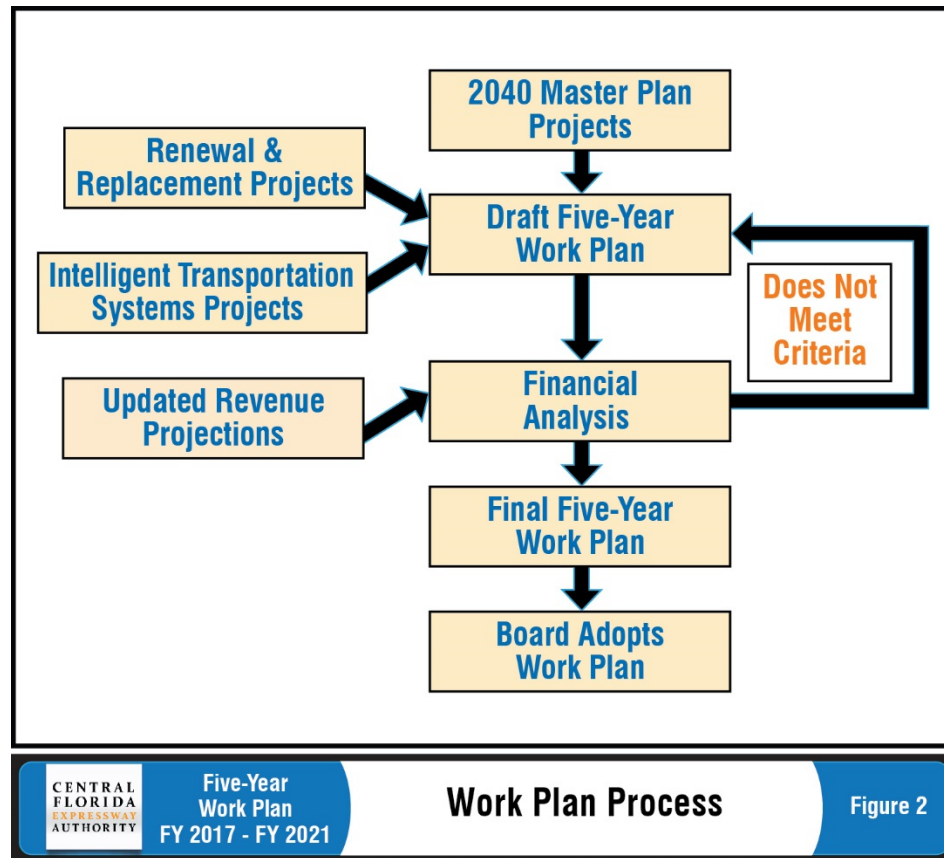 2040 Master Plan
Projects
Renewal &
Replacement Projects
Draft Five-Year
Work Plan
Intelligent Transportation
Systems Projects
Does Not
Meet
Criteria
Updated Revenue
Projections
Financial
Analysis
Final Five-Year
Work Plan
Board Adopts
Work Plan
CENTRAL
FLORIDA
EXPRESSWAY
AUTHORITY
Five-Year
Work Plan
FY 2017 - FY 2021
Work Plan Process
Figure 2